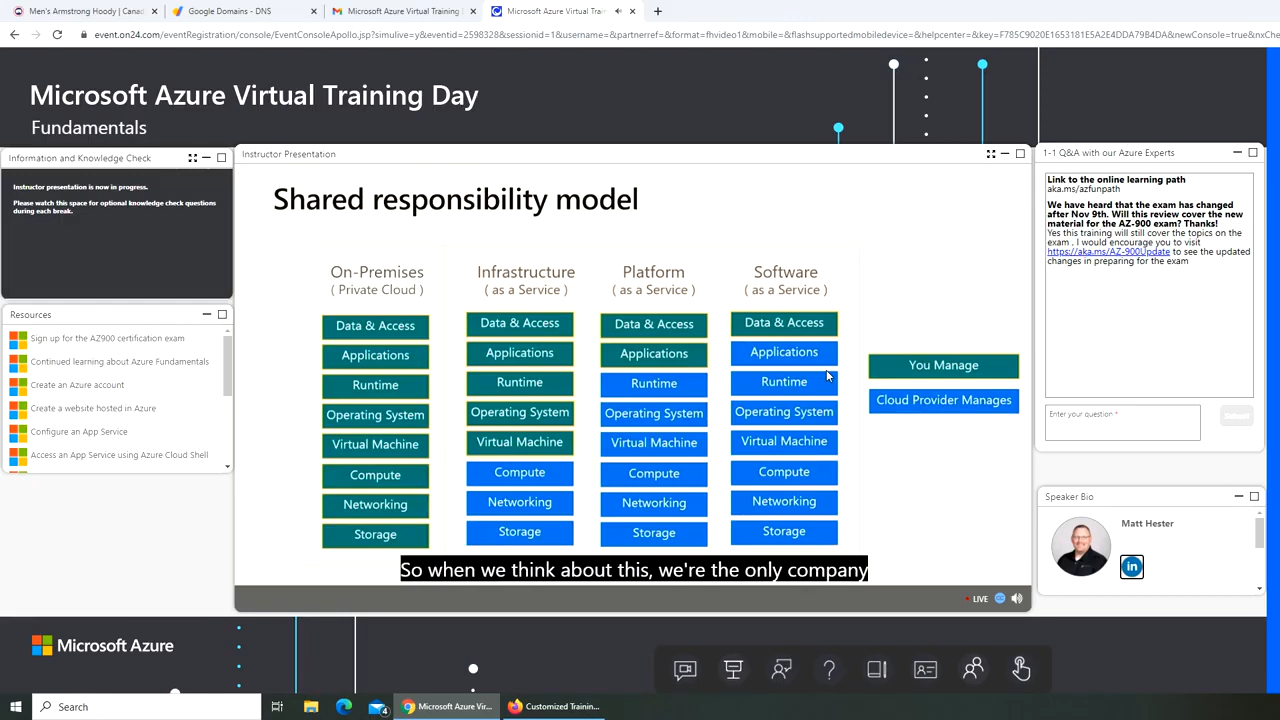 Men's Armstrong Hoody | Canad
Google Domains - DNS
Microsoft Azure Virtual Training
Microsoft Azure Virtual Train
event.on24.com/eventRegistration/console/EventConsoleApollo.jsp?simulive=y&eventid=2598328&sessionid=1&username=&partnerref=&format=fhvideo1&mobile=&flashsupportedmobiledevice=&helpcenter=&key=F785C9020E1653181E5A2E4DDA79B4DA&newConsole=true&nxChe
Microsoft Azure Virtual Training Day
Fundamentals
Information and Knowledge Check
Instructor presentation is now in progress.
Please watch this space for optional knowledge check questions
during each break.
Resources
Sign up for the AZ900 certification exam
Continued learning about Azure Fundamentals
Create an Azure account
Create a website hosted in Azure
Configure an App Service
Access an App Service using Azure Cloud Shell
Instructor Presentation
Shared responsibility model
On-Premises
( Private Cloud )
Data & Access
Applications
Runtime
Operating System
Virtual Machine
Compute
Networking
Storage
Infrastructure
( as a Service )
Data & Access
Applications
Runtime
Operating System
Virtual Machine
Compute
Networking
Storage
Platform
( as a Service )
Data & Access
Applications
Runtime
Operating System
Virtual Machine
Compute
Networking
Storage
Software
( as a Service )
Data & Access
Applications
Runtime
Operating System
Virtual Machine
Compute
Networking
Storage
You Manage
Cloud Provider Manages
So when we think about this, we're the only company
LIVE
1-1 Q&A with our Azure Experts
Link to the online learning path
aka.ms/azfunpath
We have heard that the exam has changed
after Nov 9th. Will this review cover the new
material for the AZ-900 exam? Thanks!
Yes this training will still cover the topics on the
exam , I would encourage you to visit
https://aka.ms/AZ-900Update to see the updated
changes in preparing for the exam
Enter your question *
Submit
Speaker Bio
Matt Hester
in
Microsoft Azure
Search
4
Microsoft Azure Vir...
Customized Trainin...